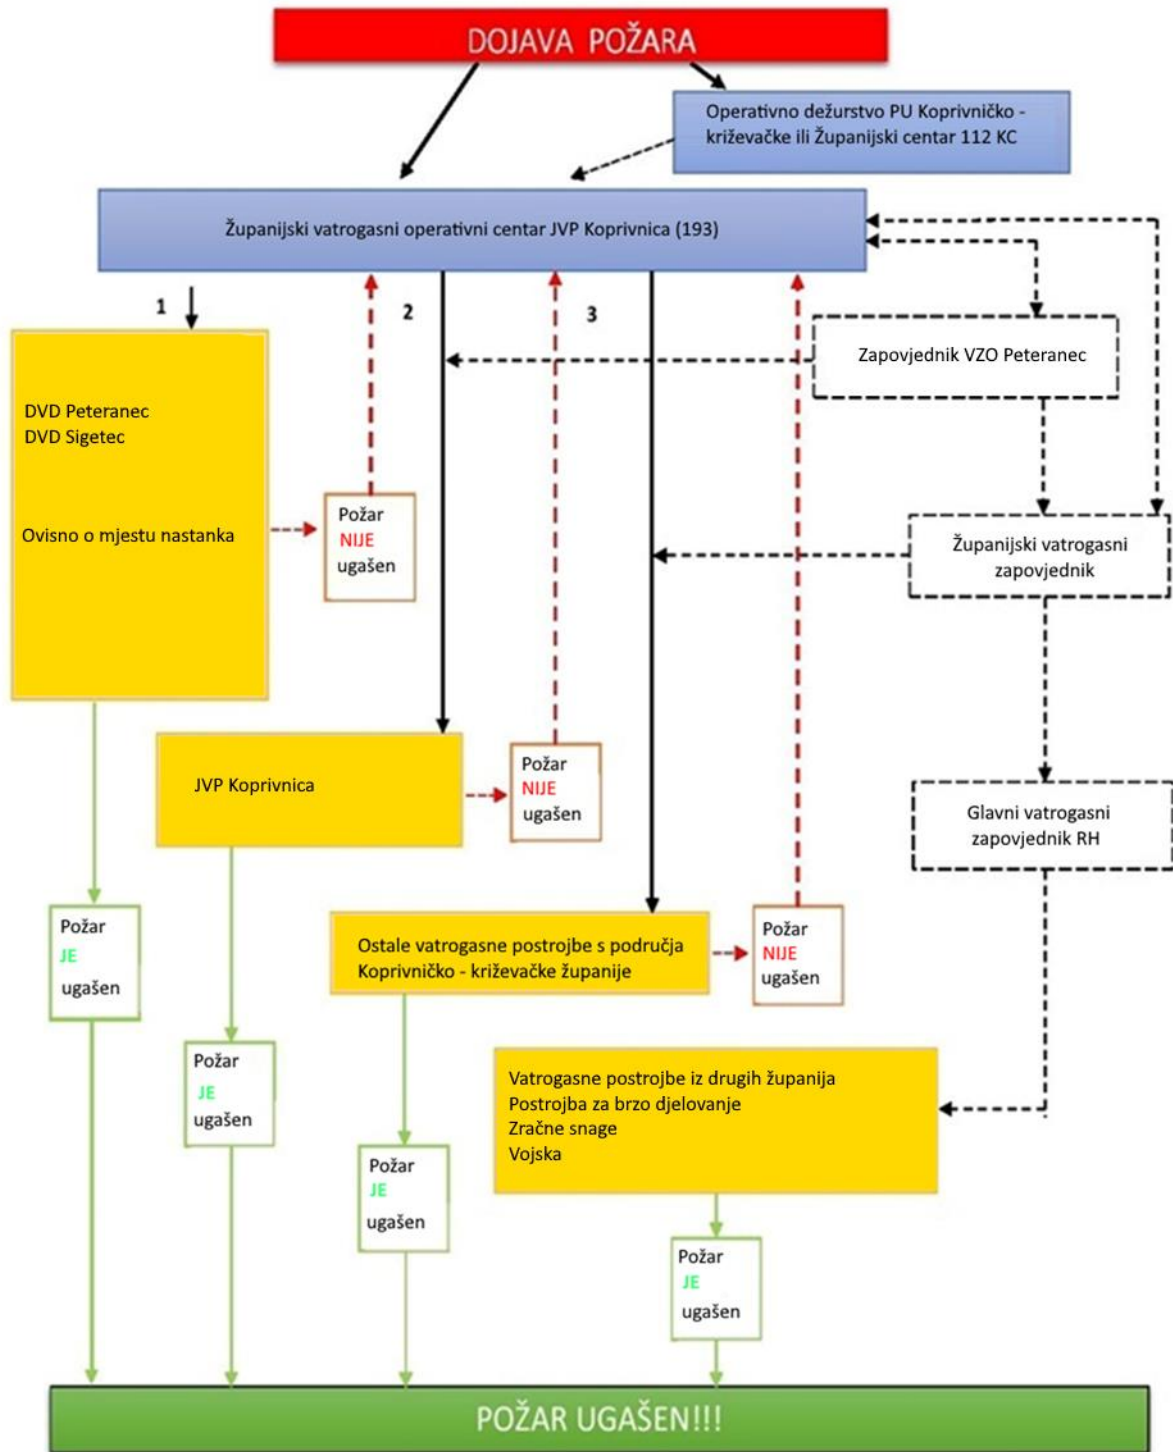 DOJAVA POŽARA
Operativno dežurstvo PU Koprivničko -
križevačke ili Županijski centar 112 KC
Županijski vatrogasni operativni centar JVP Koprivnica (193)
1
2
3
Zapovjednik VZO Peteranec
DVD Peteranec
DVD Sigetec
Ovisno o mjestu nastanka
Požar
NIJE
ugašen
Županijski vatrogasni
zapovjednik
JVP Koprivnica
Požar
NIJE
ugašen
Glavni vatrogasni
zapovjednik RH
Požar
JE
ugašen
Ostale vatrogasne postrojbe s područja
Koprivničko - križevačke županije
Požar
NIJE
ugašen
Požar
JE
ugašen
Vatrogasne postrojbe iz drugih županija
Postrojba za brzo djelovanje
Zračne snage
Vojska
Požar
JE
ugašen
Požar
JE
ugašen
POŽAR UGAŠEN!!!